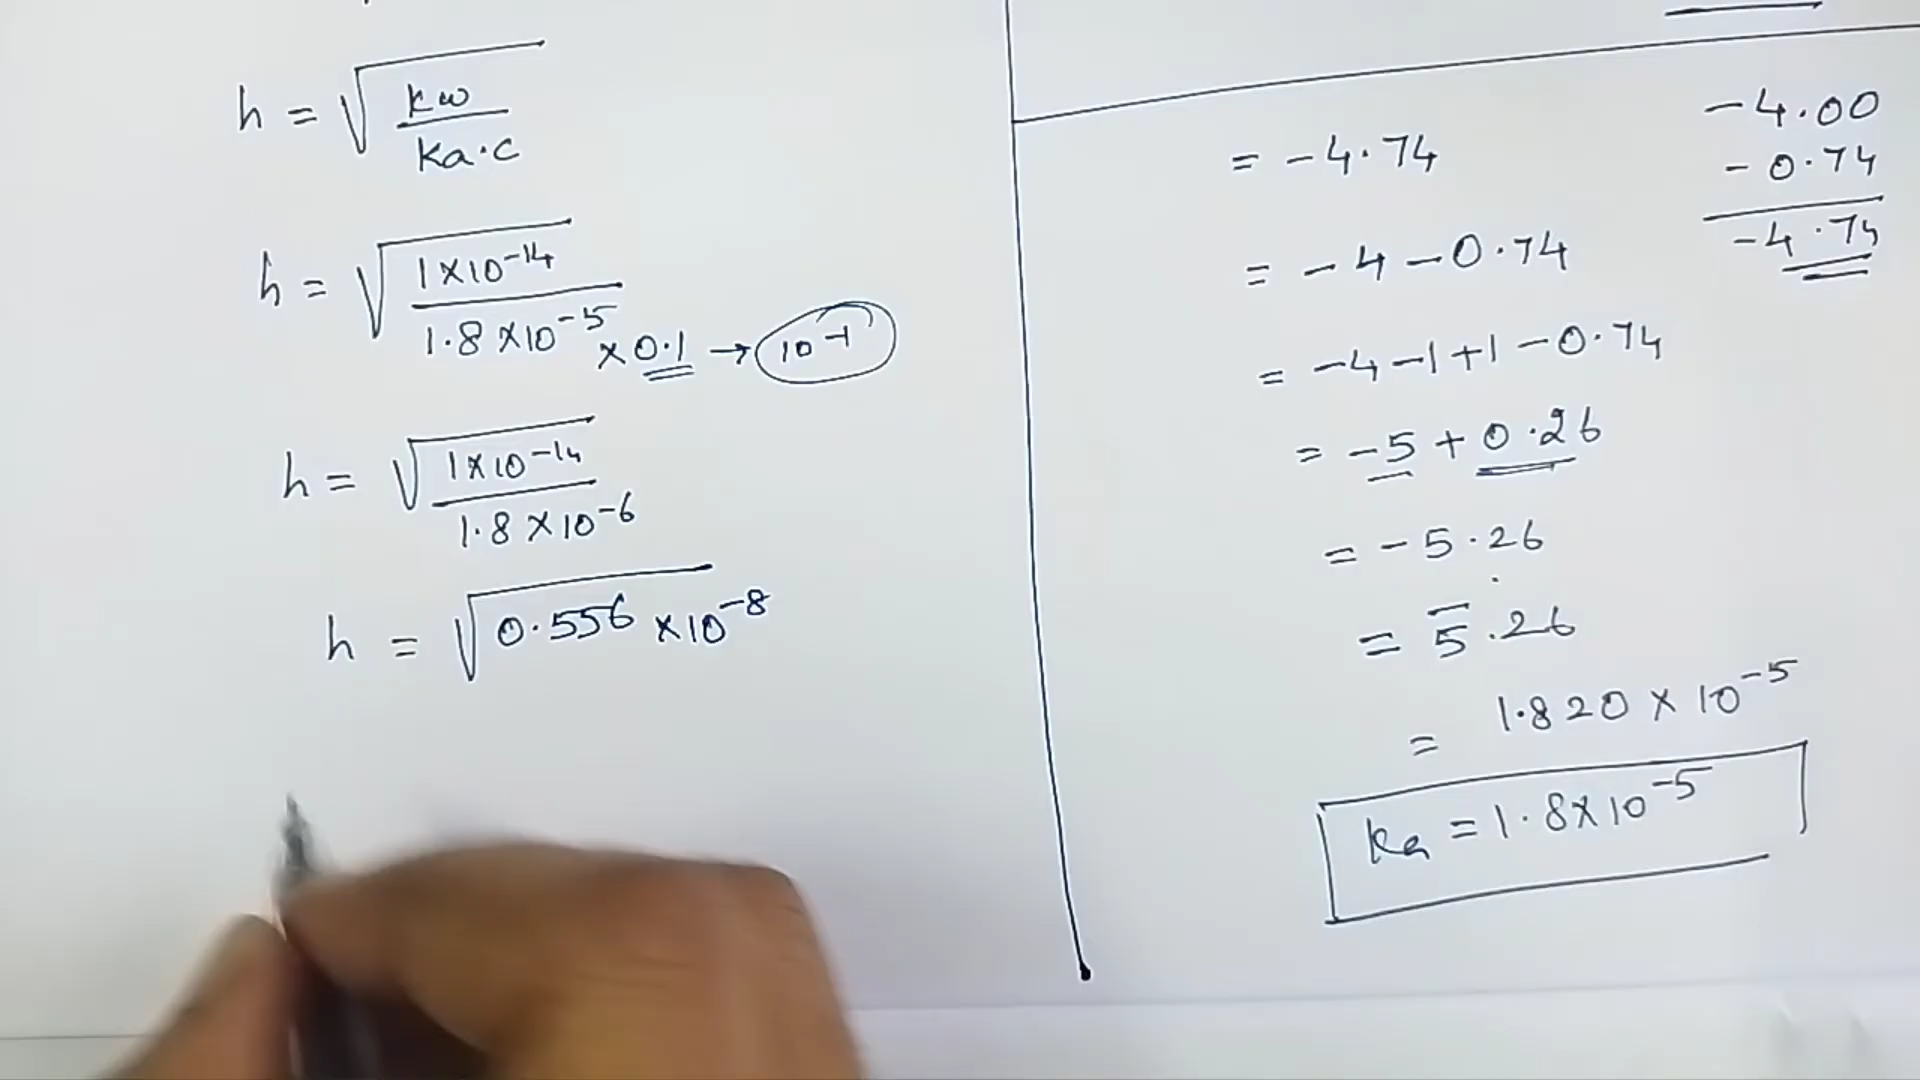 h = √(kw / ka·c)
h = √(1×10⁻¹⁴ / 1.8×10⁻⁵ × 0.1 → 10⁻¹)
h = √(1×10⁻¹⁴ / 1.8×10⁻⁶)
h = √(0.556 ×10⁻⁸)
= -4.74
= -4-0.74
= -4-1+1-0.74
= -5+0.26
= -5.26
= 5̅.26
= 1.820 × 10⁻⁵
ka = 1.8×10⁻⁵
-4.00
-0.74
-4.74